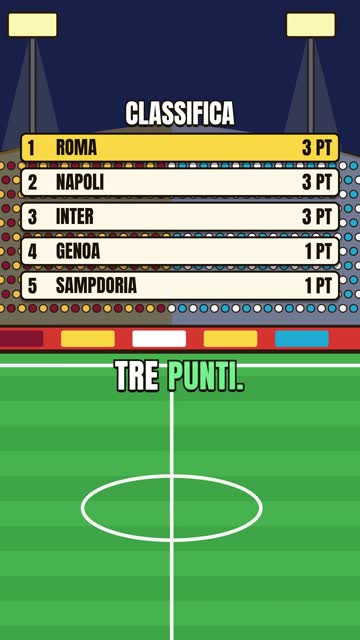 CLASSIFICA
1 ROMA 3 PT
2 NAPOLI 3 PT
3 INTER 3 PT
4 GENOA 1 PT
5 SAMPDORIA 1 PT
TRE PUNTI.